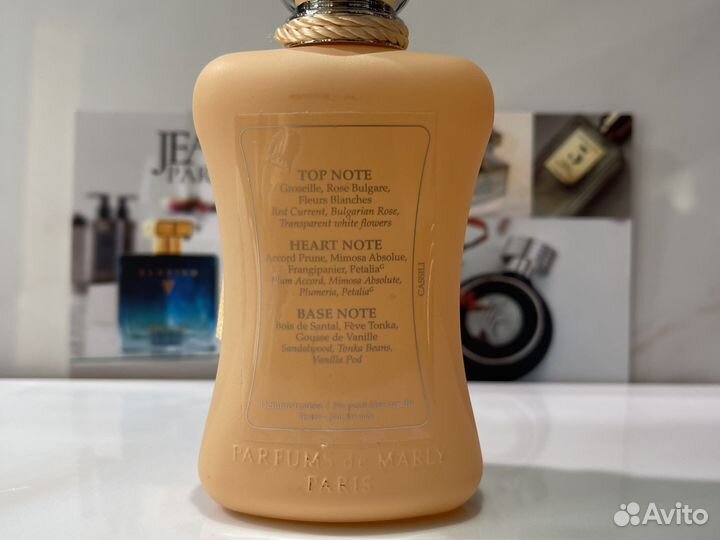 JEA
PAR
TOP NOTE
Groseille, Rose Bulgare,
Fleurs Blanches
Red Current, Bulgarian Rose,
Transparent white flowers
HEART NOTE
Accord Prune, Mimosa Absolue,
Frangipanier, Petalia©
Plum Accord, Mimosa Absolute,
Plumeria, Petalia©
BASE NOTE
Bois de Santal, Fève Tonka,
Gousse de Vanille
Sandalwood, Tonka Beans,
Vanilla Pod
CASSILI
PARFUMS de MARLY
PARIS
Avito